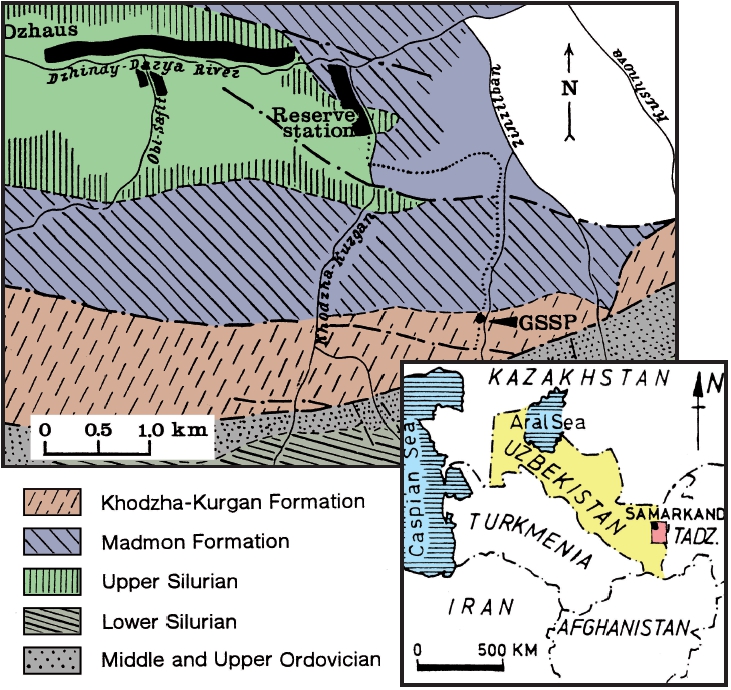 Dzhaus
Dzhindy-Darya River
Obi-Safit
Reserve
station
Zinzilban
Kushnova
N
Khodzha-Kurgan
GSSP
0 0.5 1.0 km
Khodzha-Kurgan Formation
Madmon Formation
Upper Silurian
Lower Silurian
Middle and Upper Ordovician
KAZAKHSTAN
N
Aral Sea
Caspian Sea
UZBEKISTAN
SAMARKAND
TURKMENIA
TADZ.
IRAN
AFGHANISTAN
0 500 KM